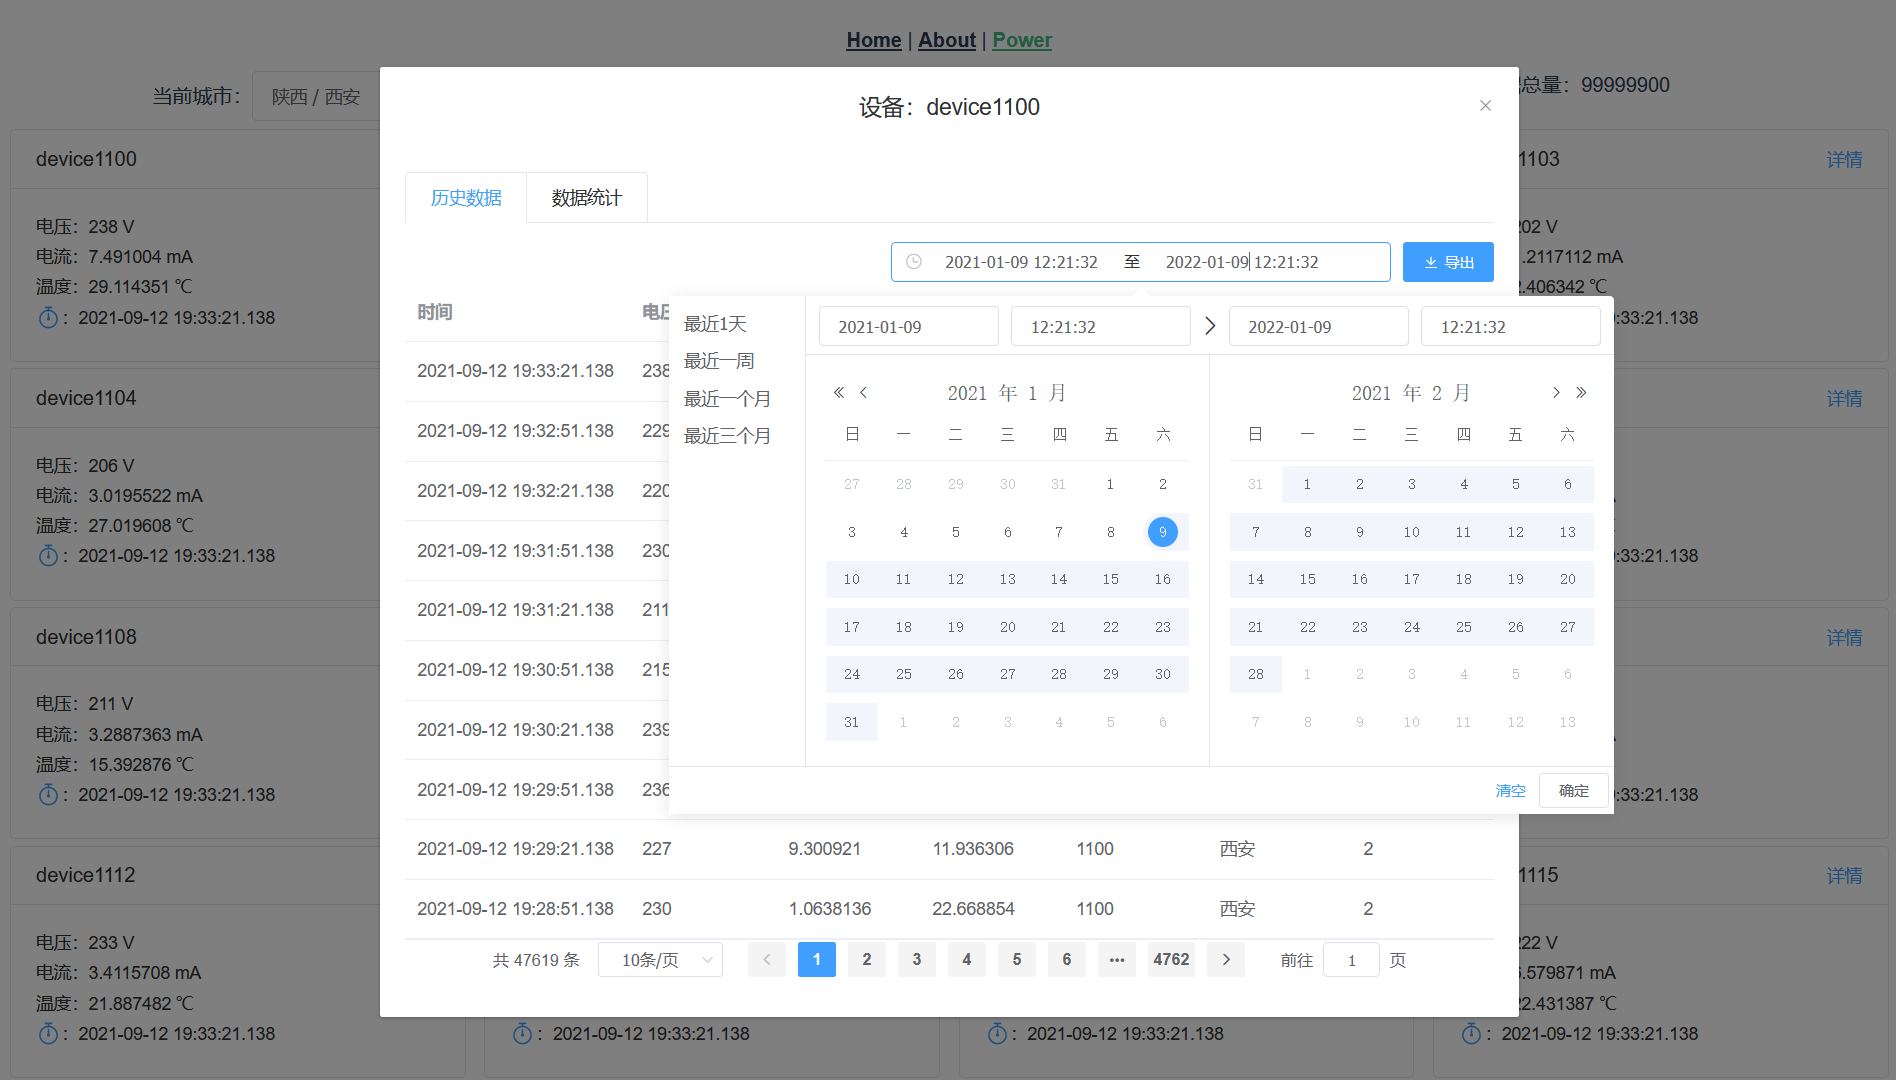 Home | About | Power
当前城市： 陕西 / 西安
总量：99999900
device1100
电压：238 V
电流：7.491004 mA
温度：29.114351 ℃
：2021-09-12 19:33:21.138
device1104
电压：206 V
电流：3.0195522 mA
温度：27.019608 ℃
：2021-09-12 19:33:21.138
device1108
电压：211 V
电流：3.2887363 mA
温度：15.392876 ℃
：2021-09-12 19:33:21.138
device1112
电压：233 V
电流：3.4115708 mA
温度：21.887482 ℃
：2021-09-12 19:33:21.138
设备：device1100
历史数据 数据统计
2021-01-09 12:21:32 至 2022-01-09 12:21:32 导出
时间 电压
2021-09-12 19:33:21.138 238
2021-09-12 19:32:51.138 229
2021-09-12 19:32:21.138 220
2021-09-12 19:31:51.138 230
2021-09-12 19:31:21.138 211
2021-09-12 19:30:51.138 215
2021-09-12 19:30:21.138 239
2021-09-12 19:29:51.138 236
2021-09-12 19:29:21.138 227 9.300921 11.936306 1100 西安 2
2021-09-12 19:28:51.138 230 1.0638136 22.668854 1100 西安 2
共 47619 条 10条/页 1 2 3 4 5 6 ••• 4762 前往 1 页
最近1天
最近一周
最近一个月
最近三个月
2021-01-09 12:21:32 2022-01-09 12:21:32
2021 年 1 月
日 一 二 三 四 五 六
27 28 29 30 31 1 2
3 4 5 6 7 8 9
10 11 12 13 14 15 16
17 18 19 20 21 22 23
24 25 26 27 28 29 30
31 1 2 3 4 5 6
2021 年 2 月
日 一 二 三 四 五 六
31 1 2 3 4 5 6
7 8 9 10 11 12 13
14 15 16 17 18 19 20
21 22 23 24 25 26 27
28 1 2 3 4 5 6
7 8 9 10 11 12 13
清空 确定
1103 详情
202 V
.2117112 mA
2.406342 ℃
:33:21.138
详情
:33:21.138
详情
:33:21.138
1115 详情
222 V
.579871 mA
22.431387 ℃
：2021-09-12 19:33:21.138
：2021-09-12 19:33:21.138
：2021-09-12 19:33:21.138